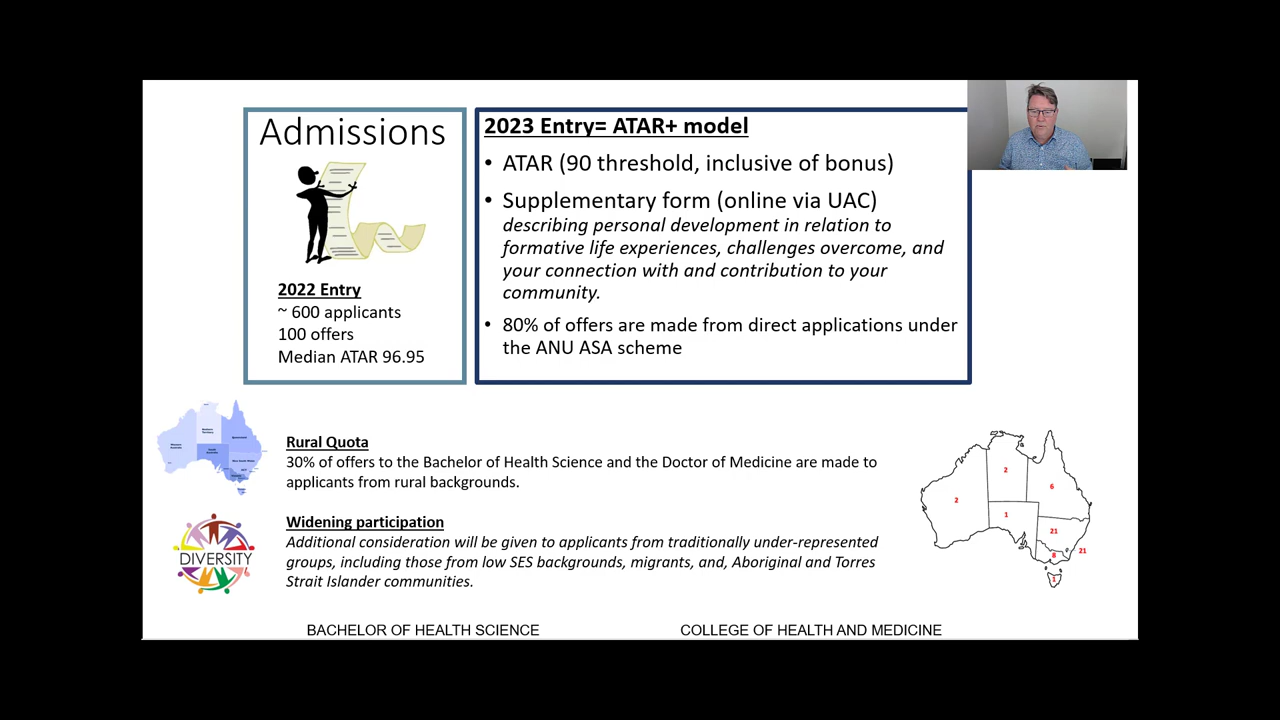 Admissions
2022 Entry
~ 600 applicants
100 offers
Median ATAR 96.95
2023 Entry= ATAR+ model
• ATAR (90 threshold, inclusive of bonus)
• Supplementary form (online via UAC)
describing personal development in relation to
formative life experiences, challenges overcome, and
your connection with and contribution to your
community.
• 80% of offers are made from direct applications under
the ANU ASA scheme
Rural Quota
30% of offers to the Bachelor of Health Science and the Doctor of Medicine are made to
applicants from rural backgrounds.
DIVERSITY
Widening participation
Additional consideration will be given to applicants from traditionally under-represented
groups, including those from low SES backgrounds, migrants, and, Aboriginal and Torres
Strait Islander communities.
2
2
6
1
21
21
8
1
BACHELOR OF HEALTH SCIENCE
COLLEGE OF HEALTH AND MEDICINE